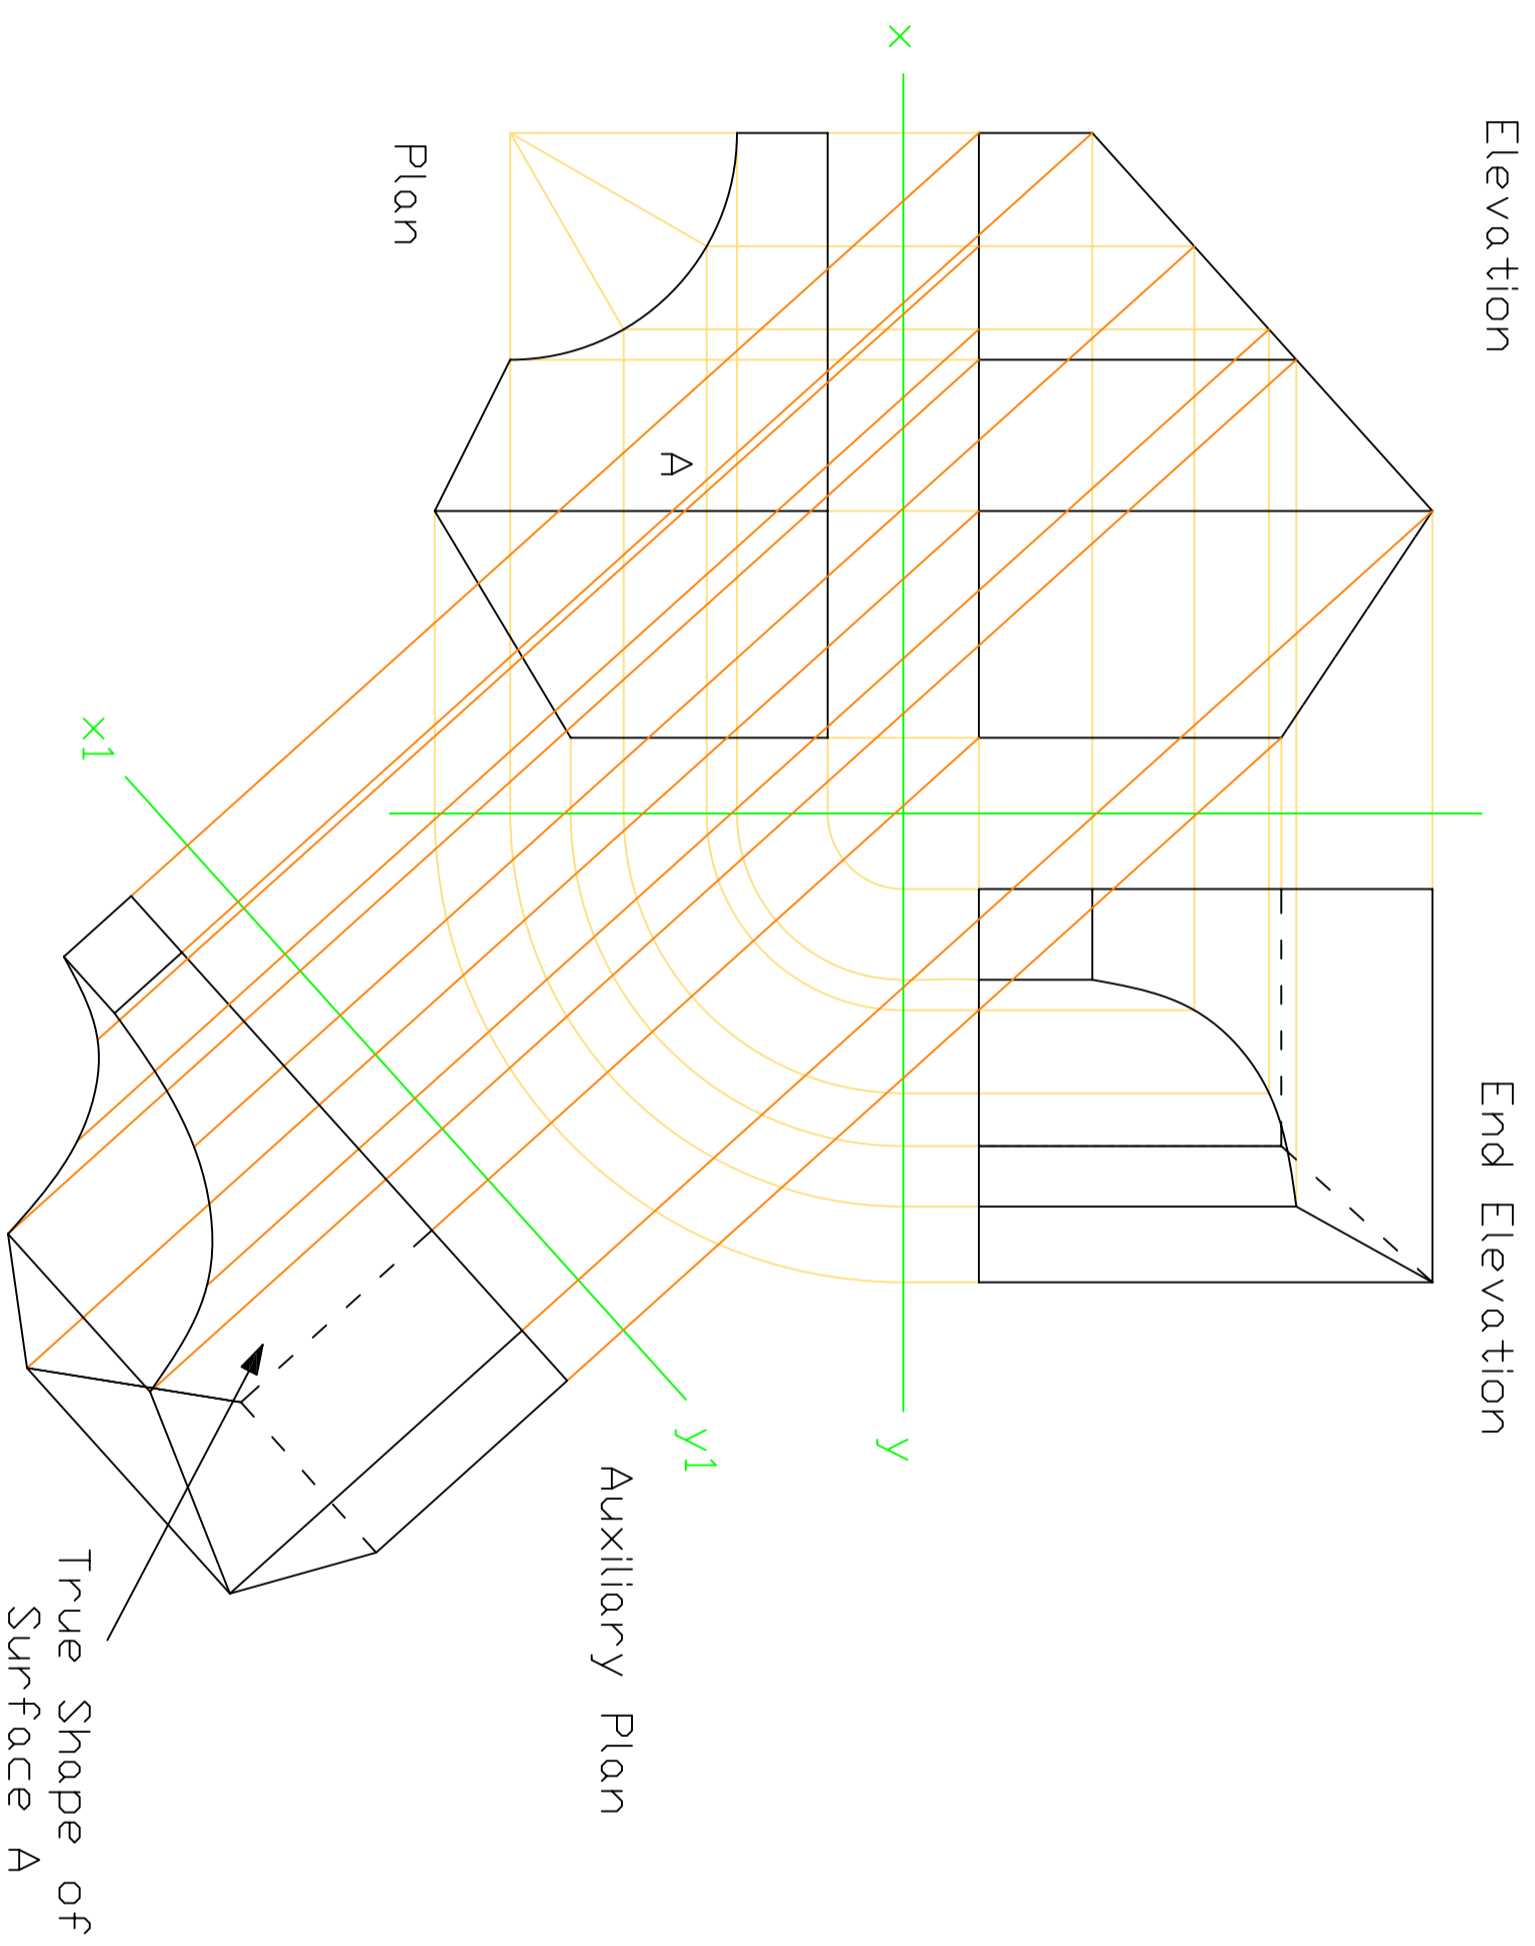 Elevation
End Elevation
x
y
A
Plan
x1
y1
Auxiliary Plan
True Shape of
Surface A